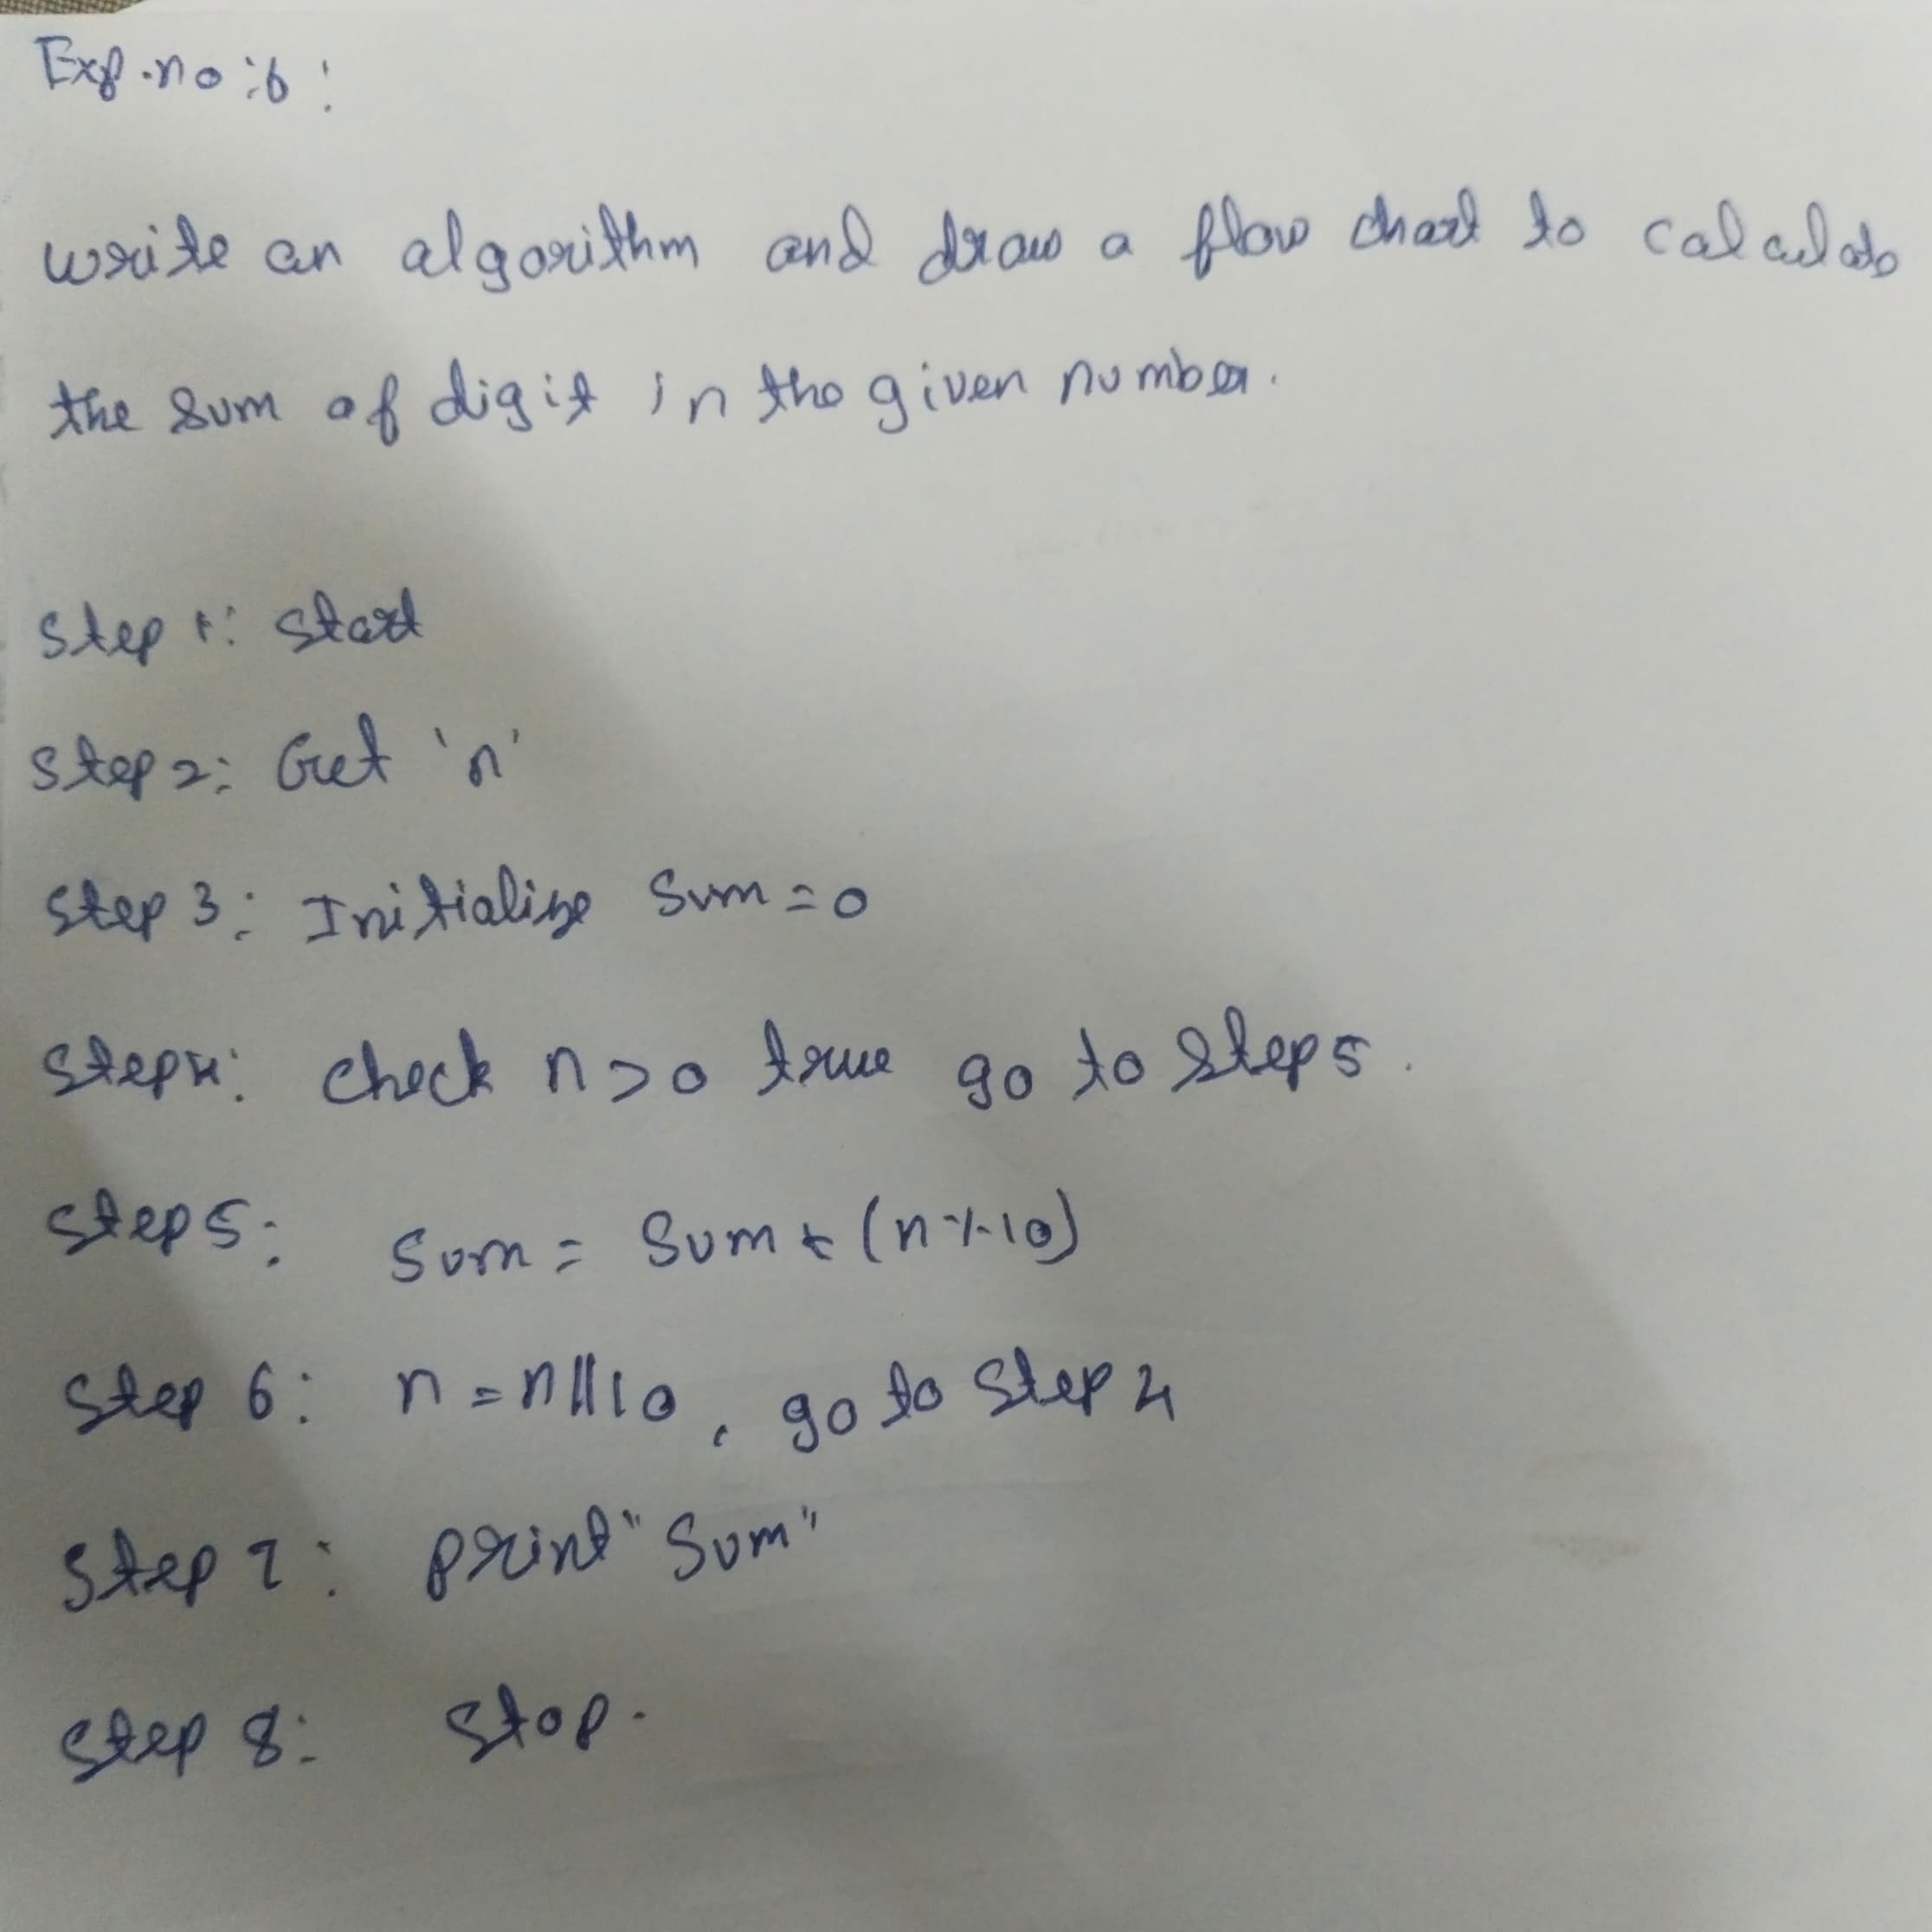 Exp.no:6:
write an algorithm and draw a flow chart to calculate
the sum of digit in the given number.
Step 1: Start
Step 2: Get 'n'
Step 3: Initialize Sum = 0
Step 4: check n > 0 true go to Step 5.
Step 5: Sum = Sum + (n % 10)
Step 6: n = n//10, go to Step 4
Step 7: print "Sum"
Step 8: Stop.